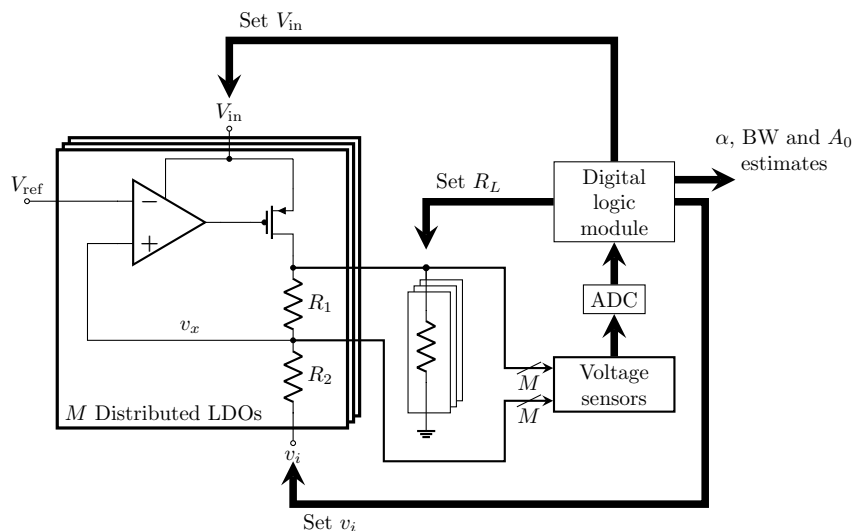 Set V_in
V_in
α, BW and A_0
estimates
V_ref
−
+
Set R_L
Digital
logic
module
R_1
ADC
v_x
R_2
M
Voltage
sensors
M
M Distributed LDOs
v_i
Set v_i